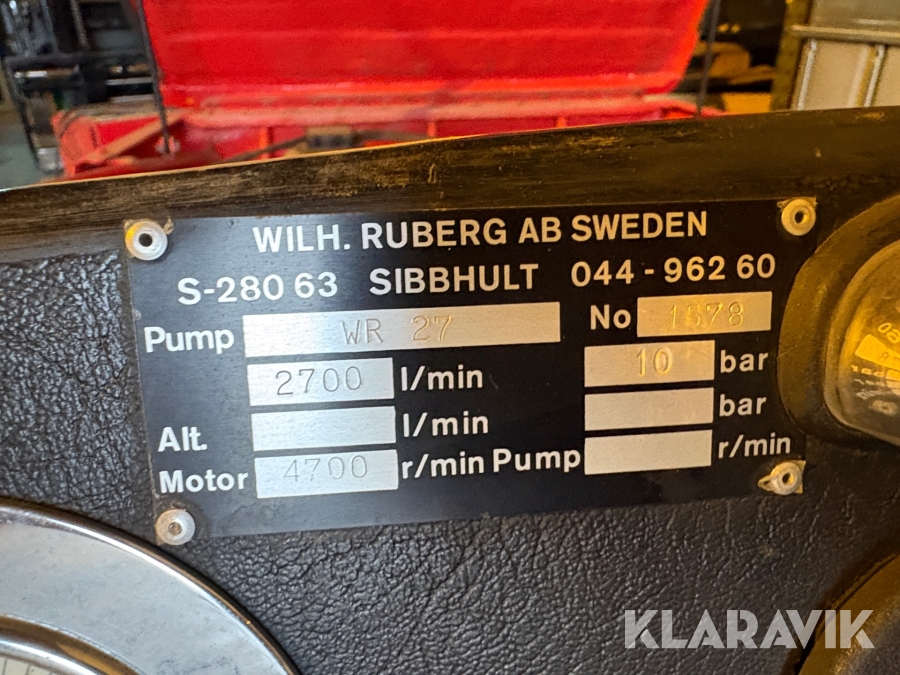 WILH. RUBERG AB SWEDEN
S-280 63 SIBBHULT 044 - 962 60
Pump WR 27 No 1578
2700 l/min 10 bar
Alt. l/min bar
Motor 4700 r/min Pump r/min
KLARAVIK